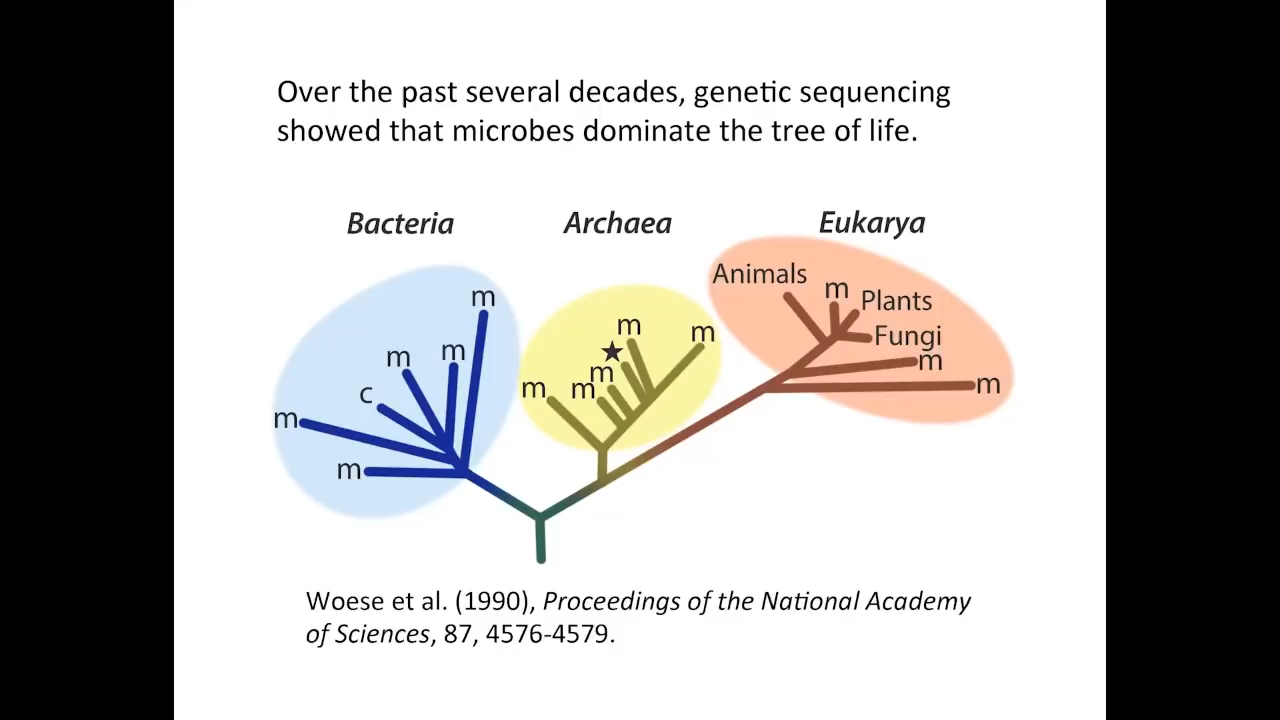 Over the past several decades, genetic sequencing
showed that microbes dominate the tree of life.
Bacteria
Archaea
Eukarya
m
m
m
c
m
m
m
m
m
m
m
Animals
m
Plants
Fungi
m
m
Woese et al. (1990), Proceedings of the National Academy
of Sciences, 87, 4576-4579.